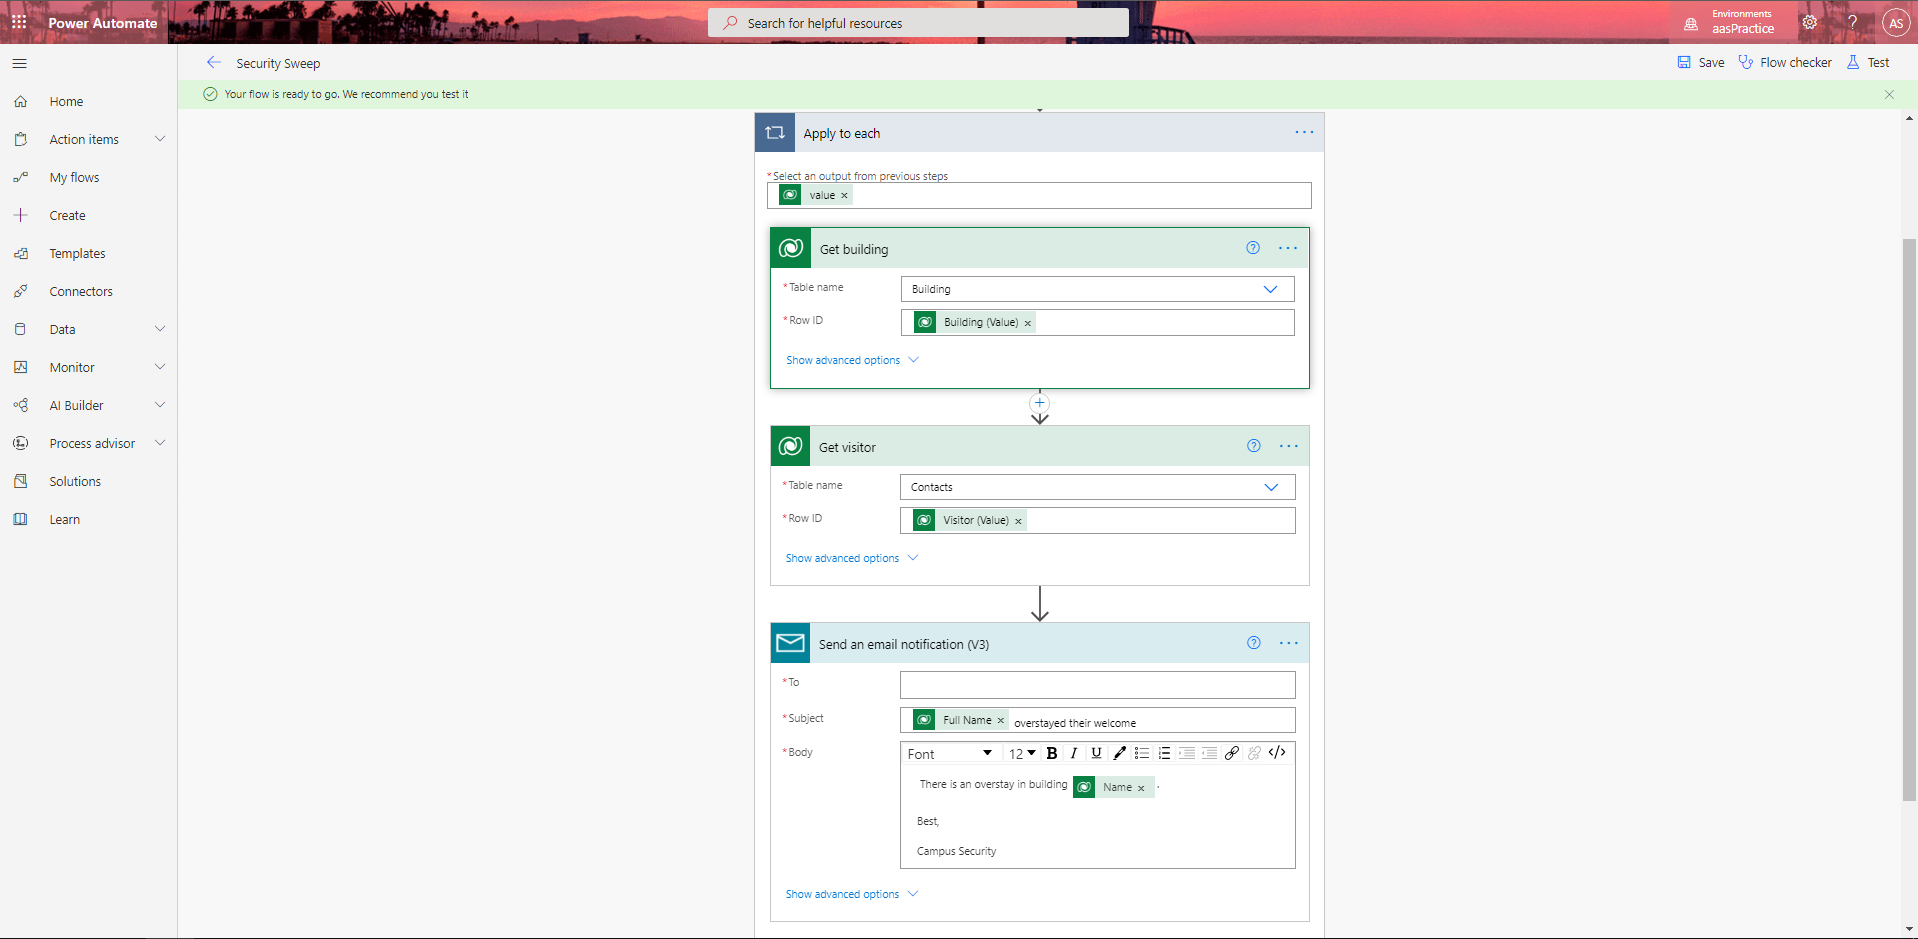 Power Automate
Search for helpful resources
Environments
aasPractice
?
AS
Security Sweep
Save
Flow checker
Test
Your flow is ready to go. We recommend you test it
Home
Action items
My flows
Create
Templates
Connectors
Data
Monitor
AI Builder
Process advisor
Solutions
Learn
Apply to each
...
*Select an output from previous steps
value ×
Get building
? ...
*Table name
Building
*Row ID
Building (Value) ×
Show advanced options
Get visitor
? ...
*Table name
Contacts
*Row ID
Visitor (Value) ×
Show advanced options
Send an email notification (V3)
? ...
*To
*Subject
Full Name × overstayed their welcome
*Body
Font 12 B I U </>
There is an overstay in building Name × .
Best,
Campus Security
Show advanced options